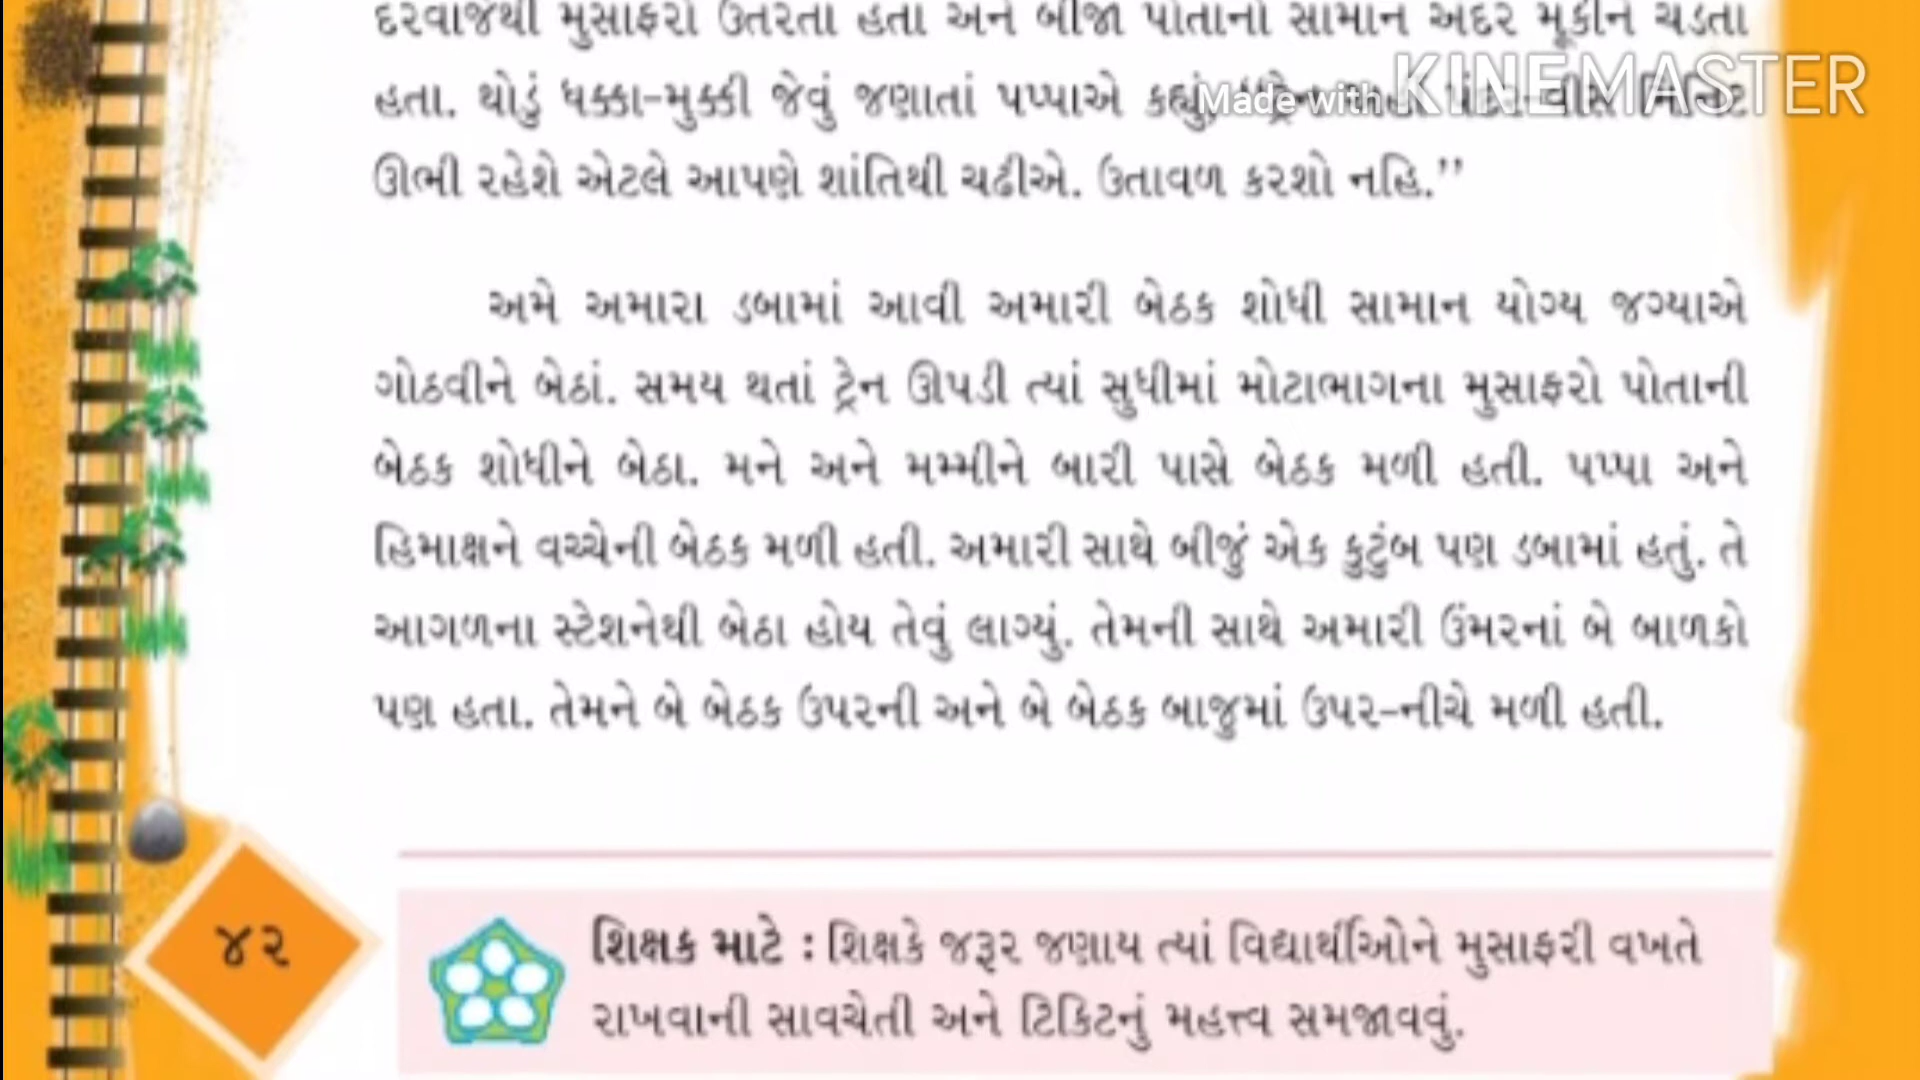 દરવાજેથી મુસાફરો ઉતરતા હતા અને બીજા પોતાનો સામાન અંદર મૂકીને ચડતા
હતા. થોડું ધક્કા-મુક્કી જેવું જણાતાં પપ્પાએ કહ્યું,
Made with KINEMASTER
ઊભી રહેશે એટલે આપણે શાંતિથી ચઢીએ. ઉતાવળ કરશો નહિ.’’
અમે અમારા ડબામાં આવી અમારી બેઠક શોધી સામાન યોગ્ય જગ્યાએ
ગોઠવીને બેઠાં. સમય થતાં ટ્રેન ઊપડી ત્યાં સુધીમાં મોટાભાગના મુસાફરો પોતાની
બેઠક શોધીને બેઠા. મને અને મમ્મીને બારી પાસે બેઠક મળી હતી. પપ્પા અને
હિમાક્ષને વચ્ચેની બેઠક મળી હતી. અમારી સાથે બીજું એક કુટુંબ પણ ડબામાં હતું. તે
આગળના સ્ટેશનેથી બેઠા હોય તેવું લાગ્યું. તેમની સાથે અમારી ઉંમરનાં બે બાળકો
પણ હતા. તેમને બે બેઠક ઉપરની અને બે બેઠક બાજુમાં ઉપર-નીચે મળી હતી.
૪૨
શિક્ષક માટે : શિક્ષકે જરૂર જણાય ત્યાં વિદ્યાર્થીઓને મુસાફરી વખતે
રાખવાની સાવચેતી અને ટિકિટનું મહત્ત્વ સમજાવવું.